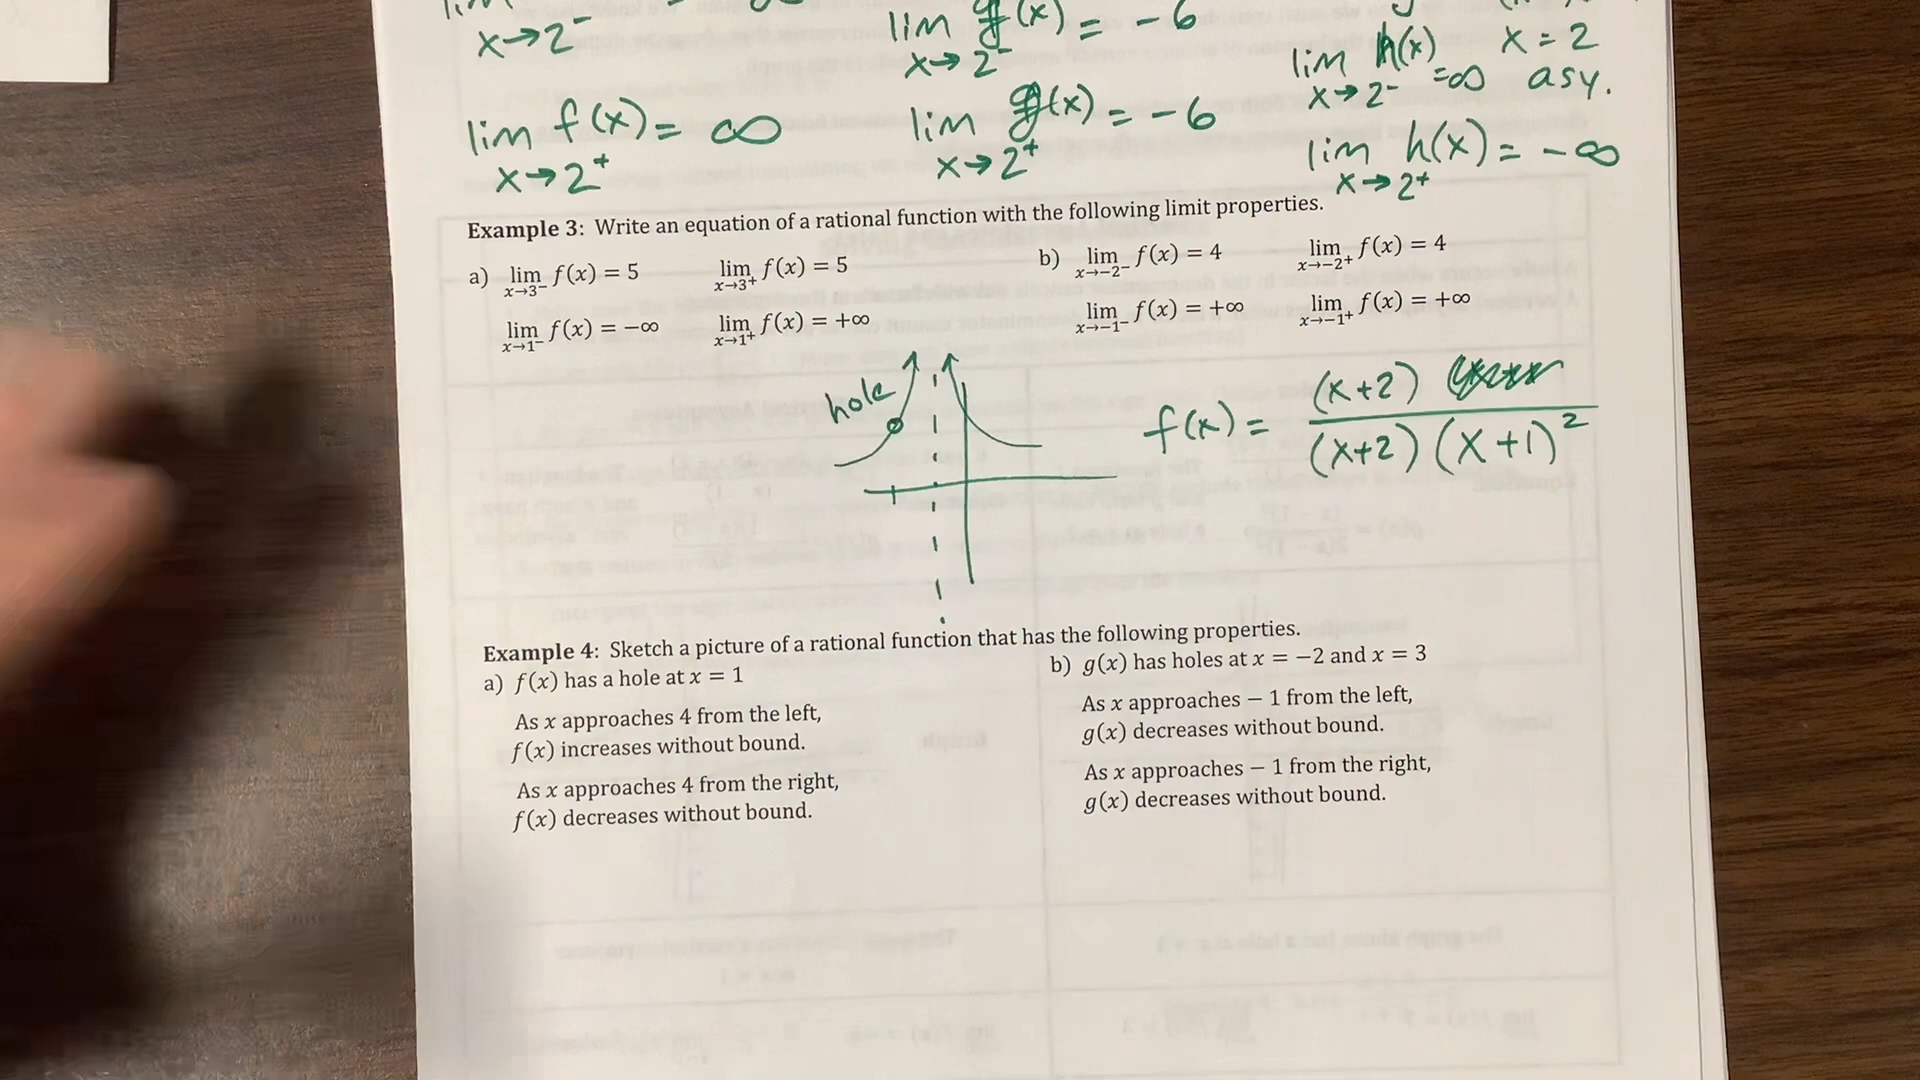 lim
x→2⁻
lim g(x) = -6
x→2⁻
lim h(x) = ∞
x→2⁻
x = 2
asy.
lim f(x) = ∞
x→2⁺
lim g(x) = -6
x→2⁺
lim h(x) = -∞
x→2⁺
Example 3: Write an equation of a rational function with the following limit properties.
a) lim x→3⁻ f(x) = 5 lim x→3⁺ f(x) = 5
lim x→1⁻ f(x) = −∞ lim x→1⁺ f(x) = +∞
b) lim x→−2⁻ f(x) = 4 lim x→−2⁺ f(x) = 4
lim x→−1⁻ f(x) = +∞ lim x→−1⁺ f(x) = +∞
hole
f(x) = (x+2) / (x+2)(x+1)²
Example 4: Sketch a picture of a rational function that has the following properties.
a) f(x) has a hole at x = 1
As x approaches 4 from the left,
f(x) increases without bound.
As x approaches 4 from the right,
f(x) decreases without bound.
b) g(x) has holes at x = −2 and x = 3
As x approaches − 1 from the left,
g(x) decreases without bound.
As x approaches − 1 from the right,
g(x) decreases without bound.